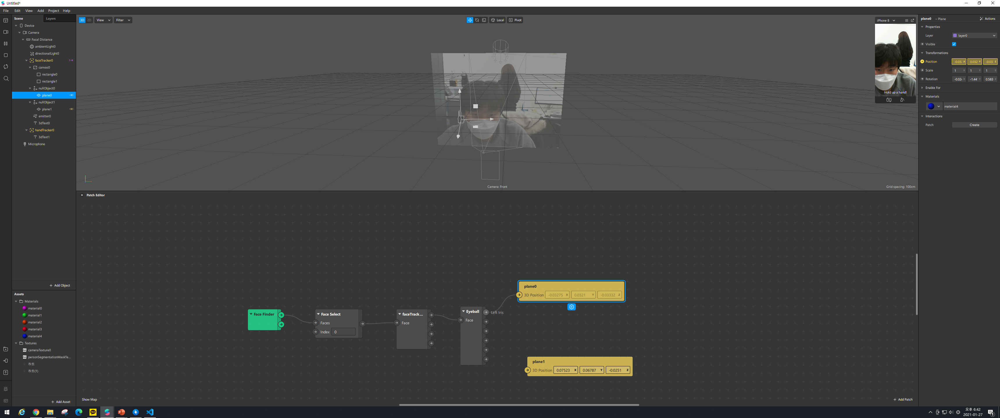 Untitled*
File Edit View Add Project Help
Scene Layers
Device
Camera
Focal Distance
ambientLight0
directionalLight0
faceTracker0
canvas0
rectangle0
rectangle1
nullObject0
plane0
nullObject1
plane1
emitter0
3dText0
handTracker0
3dText1
Microphone
+ Add Object
Assets
Materials
material0
material1
material2
material3
material4
Textures
cameraTexture0
personSegmentationMaskTe...
하트
하트(1)
+ Add Asset
3D 2D View Filter
Local Pivot
Camera: Front
Grid spacing: 100cm
iPhone 8
Hold up a hand!
Patch Editor
Face Finder
Face Select
Faces
Index 0
faceTrack...
Face
Eyeball
Face
Left Iris
plane0
3D Position -0.03275 X 0.0321 Y -0.03332 Z
plane1
3D Position 0.07523 X 0.06787 Y -0.0251 Z
Show Map
+ Add Patch
plane0 – Plane Actions
Properties
Layer layer0
Visible
Transformations
Position -0.03: X 0.032 Y -0.03: Z
Scale 1 X 1 Y 1 Z
Rotation -0.02 X -1.44 Y 0.583 Z
Enable For
Materials
material4
Interactions
Patch Create
TALK
오후 6:42
2021-01-27
1